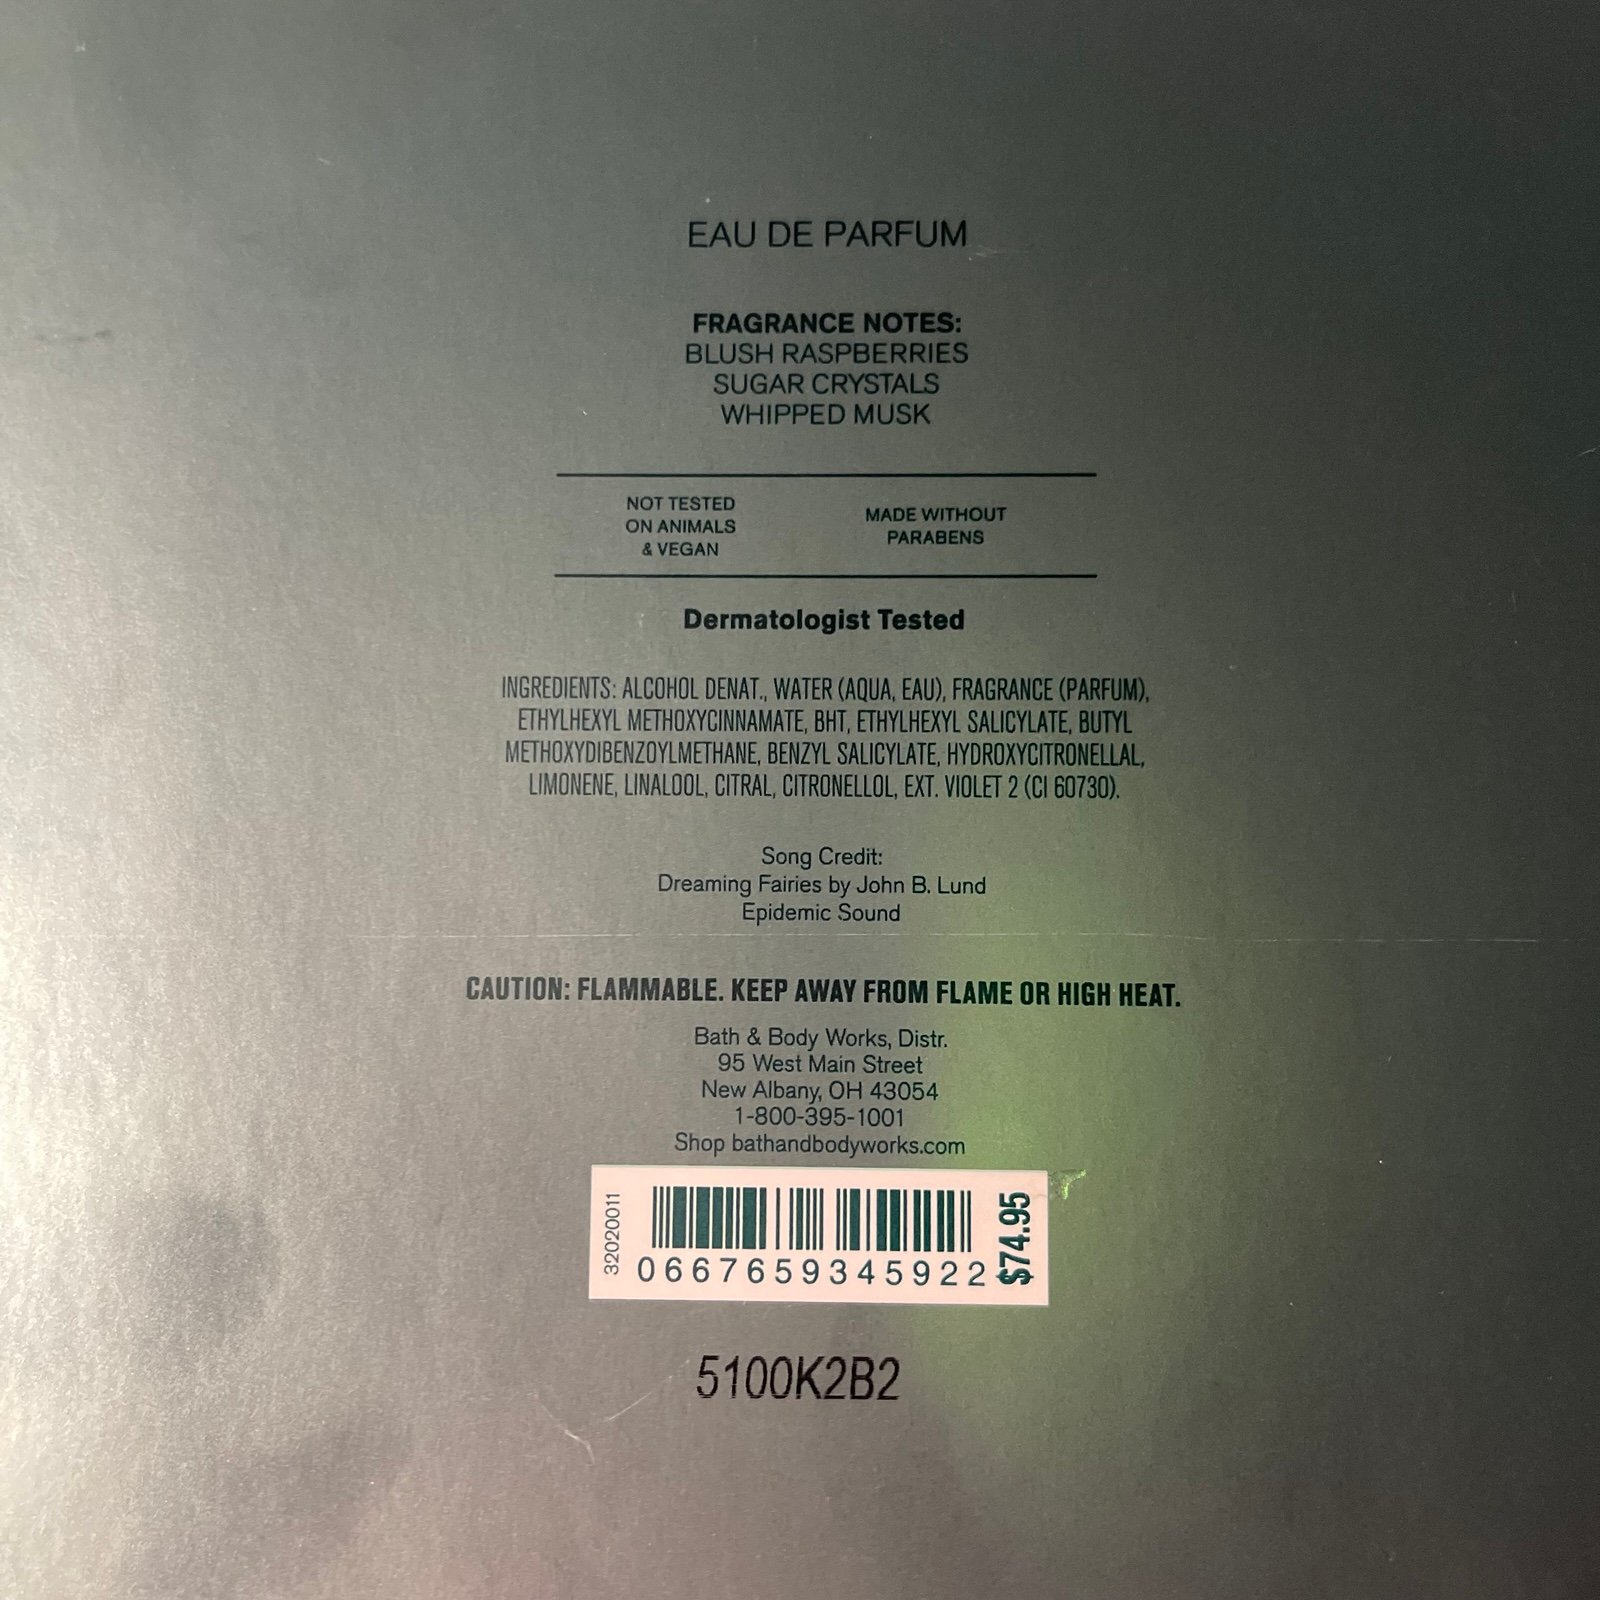 EAU DE PARFUM
FRAGRANCE NOTES:
BLUSH RASPBERRIES
SUGAR CRYSTALS
WHIPPED MUSK
NOT TESTED
ON ANIMALS
& VEGAN
MADE WITHOUT
PARABENS
Dermatologist Tested
INGREDIENTS: ALCOHOL DENAT., WATER (AQUA, EAU), FRAGRANCE (PARFUM),
ETHYLHEXYL METHOXYCINNAMATE, BHT, ETHYLHEXYL SALICYLATE, BUTYL
METHOXYDIBENZOYLMETHANE, BENZYL SALICYLATE, HYDROXYCITRONELLAL,
LIMONENE, LINALOOL, CITRAL, CITRONELLOL, EXT. VIOLET 2 (CI 60730).
Song Credit:
Dreaming Fairies by John B. Lund
Epidemic Sound
CAUTION: FLAMMABLE. KEEP AWAY FROM FLAME OR HIGH HEAT.
Bath & Body Works, Distr.
95 West Main Street
New Albany, OH 43054
1-800-395-1001
Shop bathandbodyworks.com
32020011
0667659345922
$74.95
5100K2B2